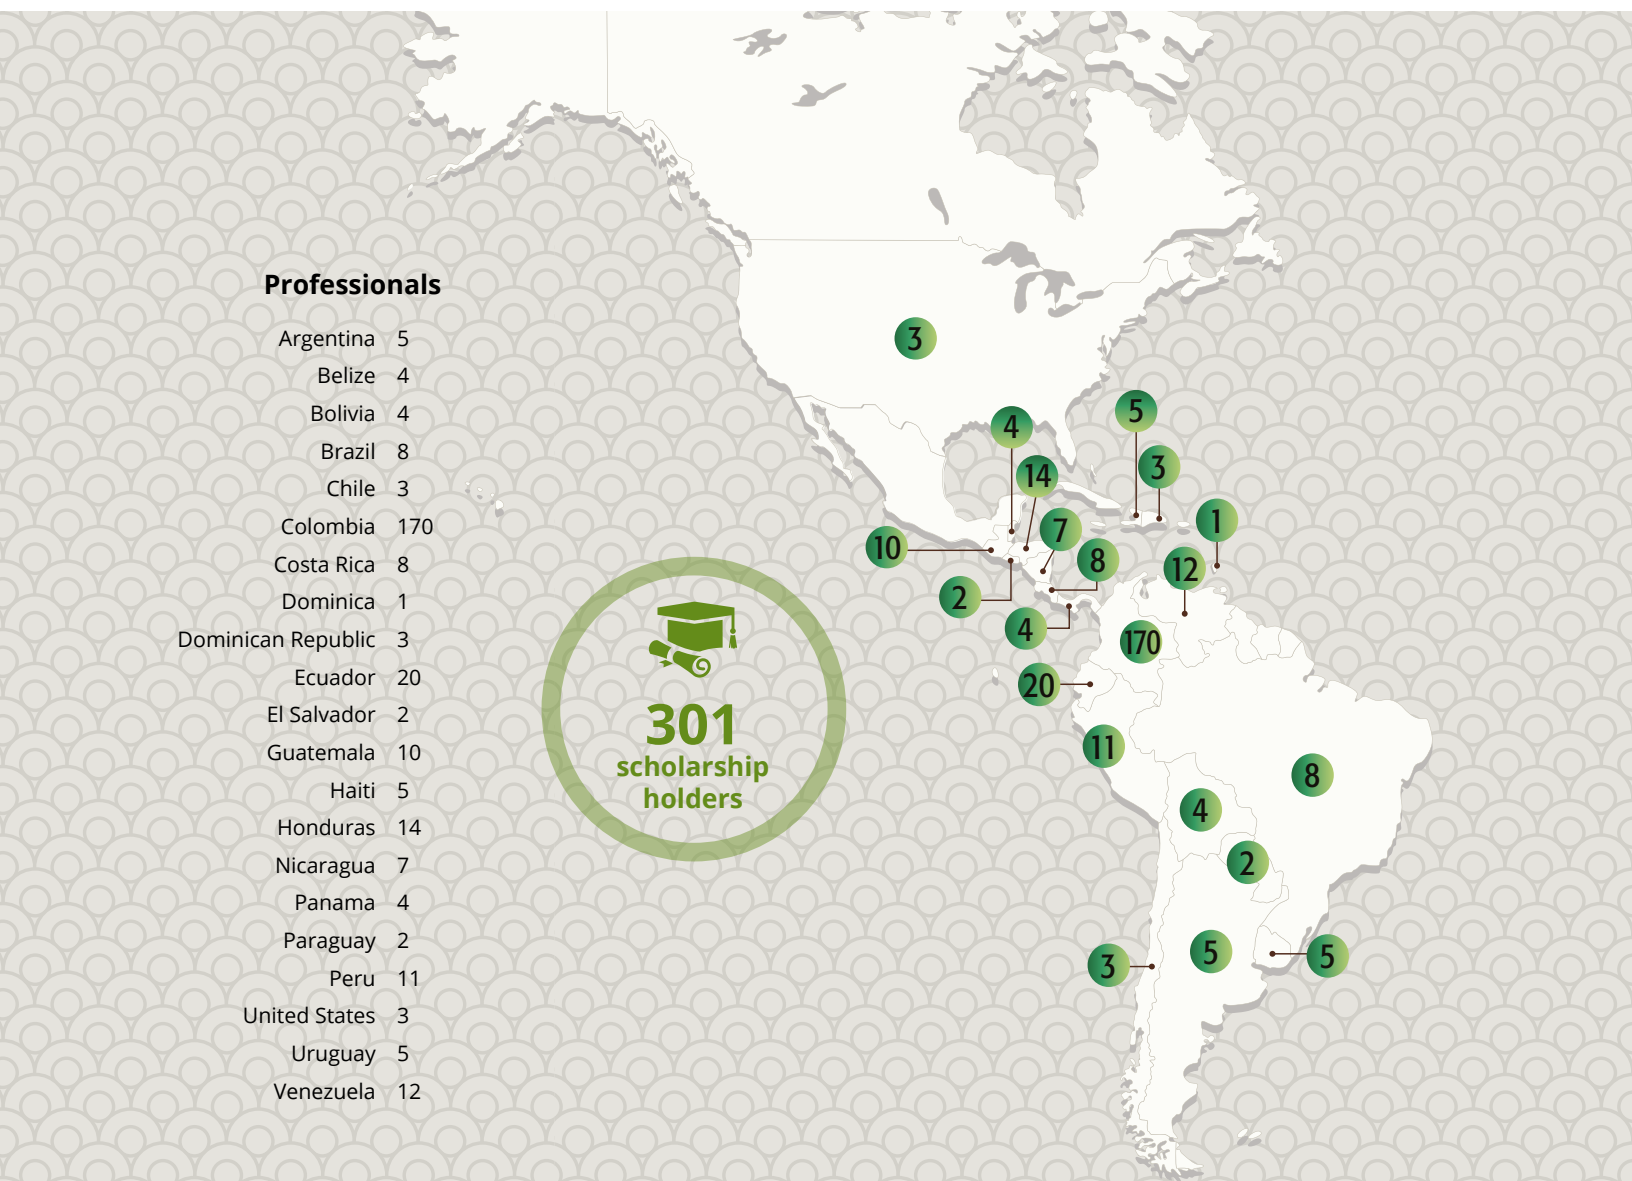 Professionals
Argentina 5
Belize 4
Bolivia 4
Brazil 8
Chile 3
Colombia 170
Costa Rica 8
Dominica 1
Dominican Republic 3
Ecuador 20
El Salvador 2
Guatemala 10
Haiti 5
Honduras 14
Nicaragua 7
Panama 4
Paraguay 2
Peru 11
United States 3
Uruguay 5
Venezuela 12
301
scholarship
holders
3
5
4
3
14
1
7
10
8
12
2
4
170
20
11
8
4
2
5
5
3